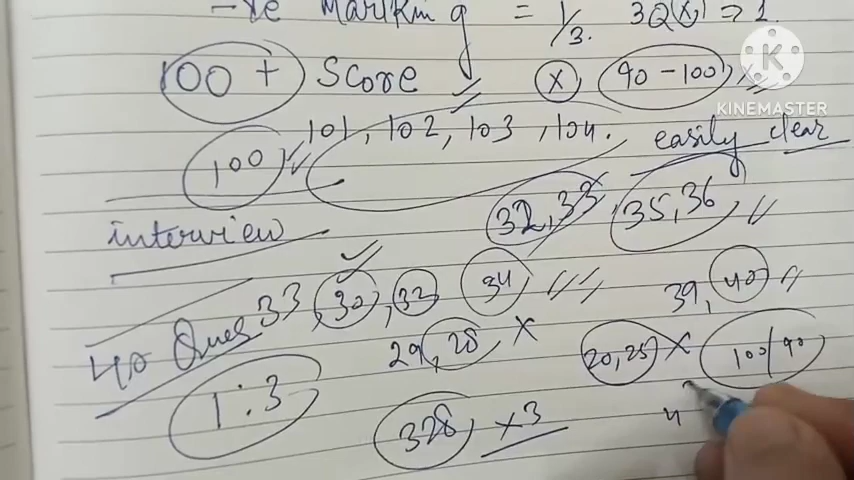 -ve Marking = 1/3. 3Q(x) => 1.
100+ Score x 90-100
KINEMASTER
100 101, 102, 103, 104. easily clear
interview 32,33 35,36
40 Ques 33, 30, 32 34 39, 40
29, 28 x 20,25 x 100/90
1:3 328 x3 4